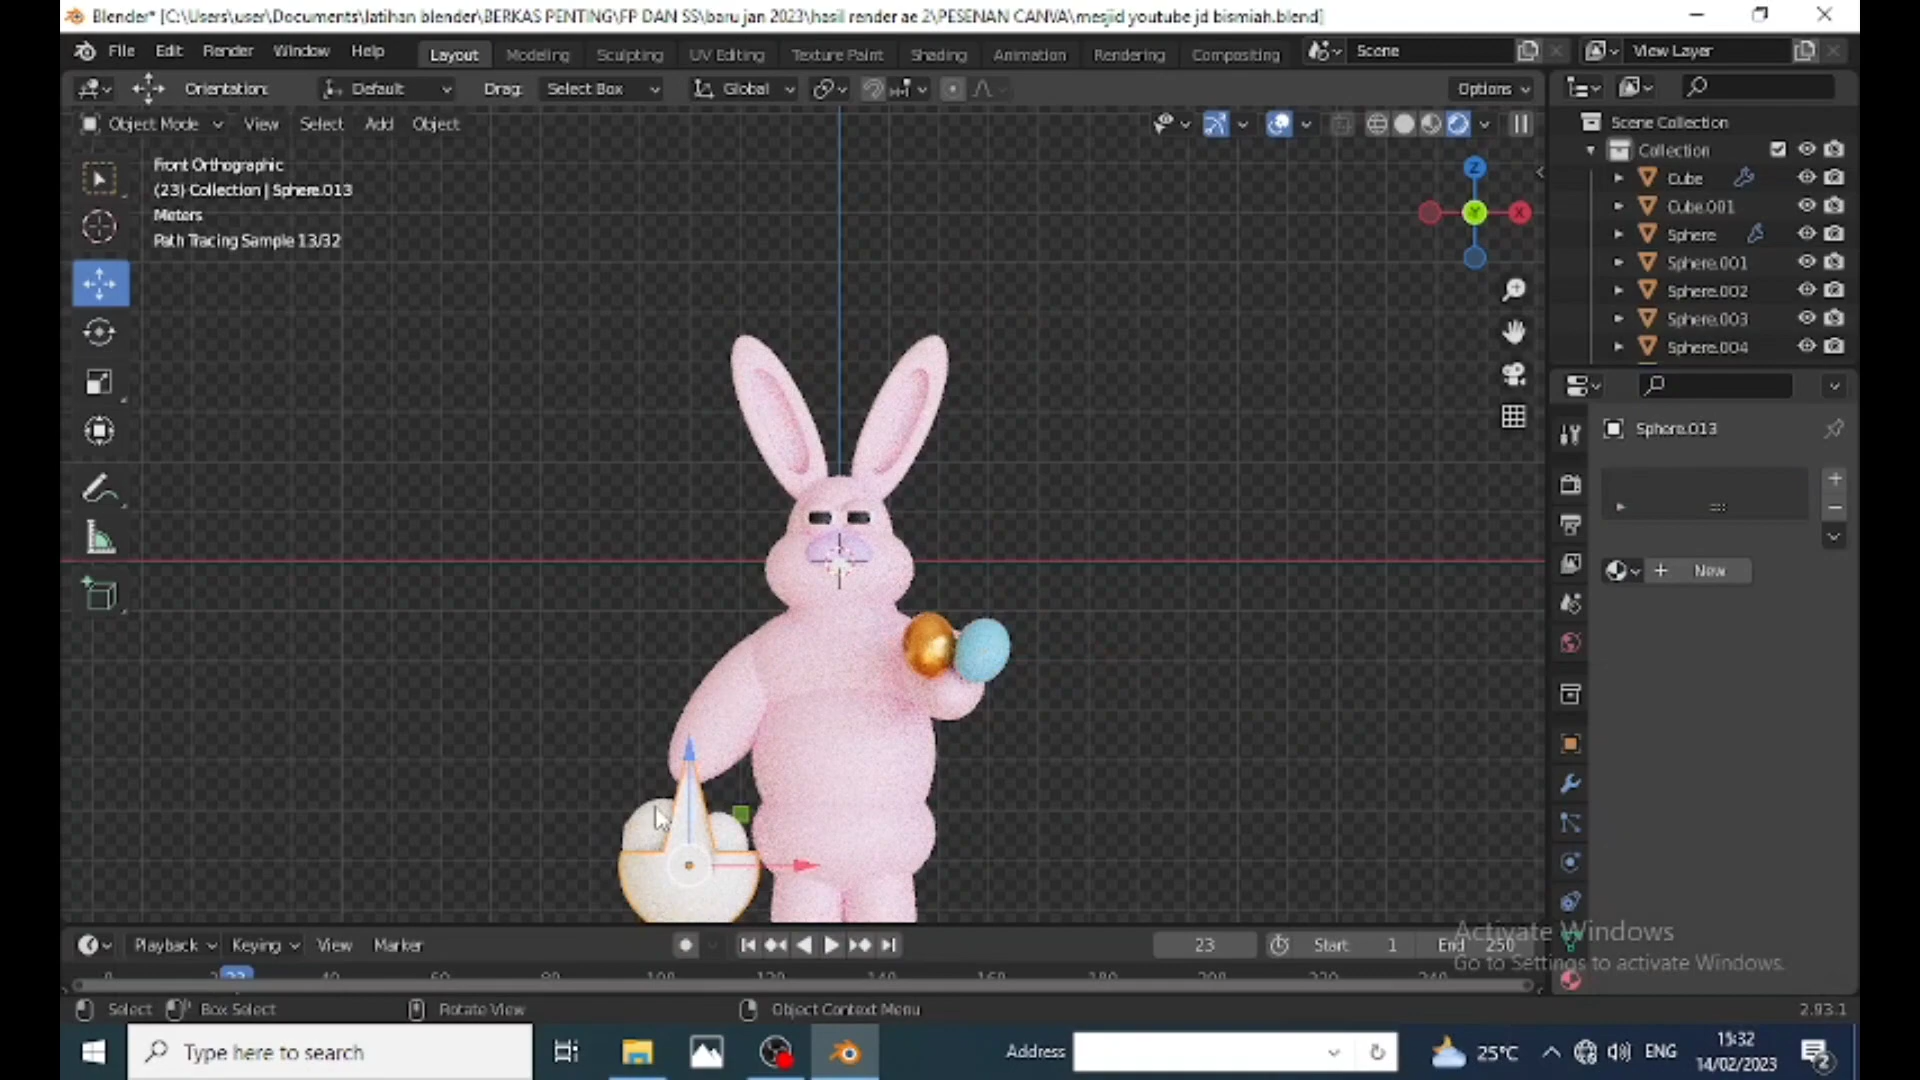 Blender* [C:\Users\user\Documents\latihan blender\BERKAS PENTING\FP DAN SS\baru jan 2023\hasil render ae 2\PESENAN CANVA\mesjid youtube jd bismiah.blend]
File Edit Render Window Help Layout Modeling Sculpting UV Editing Texture Paint Shading Animation Rendering Compositing Scene View Layer
Orientation: Default Drag: Select Box Global Options
Object Mode View Select Add Object
Front Orthographic
(23) Collection | Sphere.013
Meters
Path Tracing Sample 13/32
Z
Y
X
Scene Collection
Collection
Cube
Cube.001
Sphere
Sphere.001
Sphere.002
Sphere.003
Sphere.004
Sphere.013
New
Playback Keying View Marker 23 Start 1 End 250
23
Activate Windows
Go to Settings to activate Windows.
Select Box Select Rotate View Object Context Menu 2.93.1
Type here to search Address 25°C ENG 15:32
14/02/2023
2